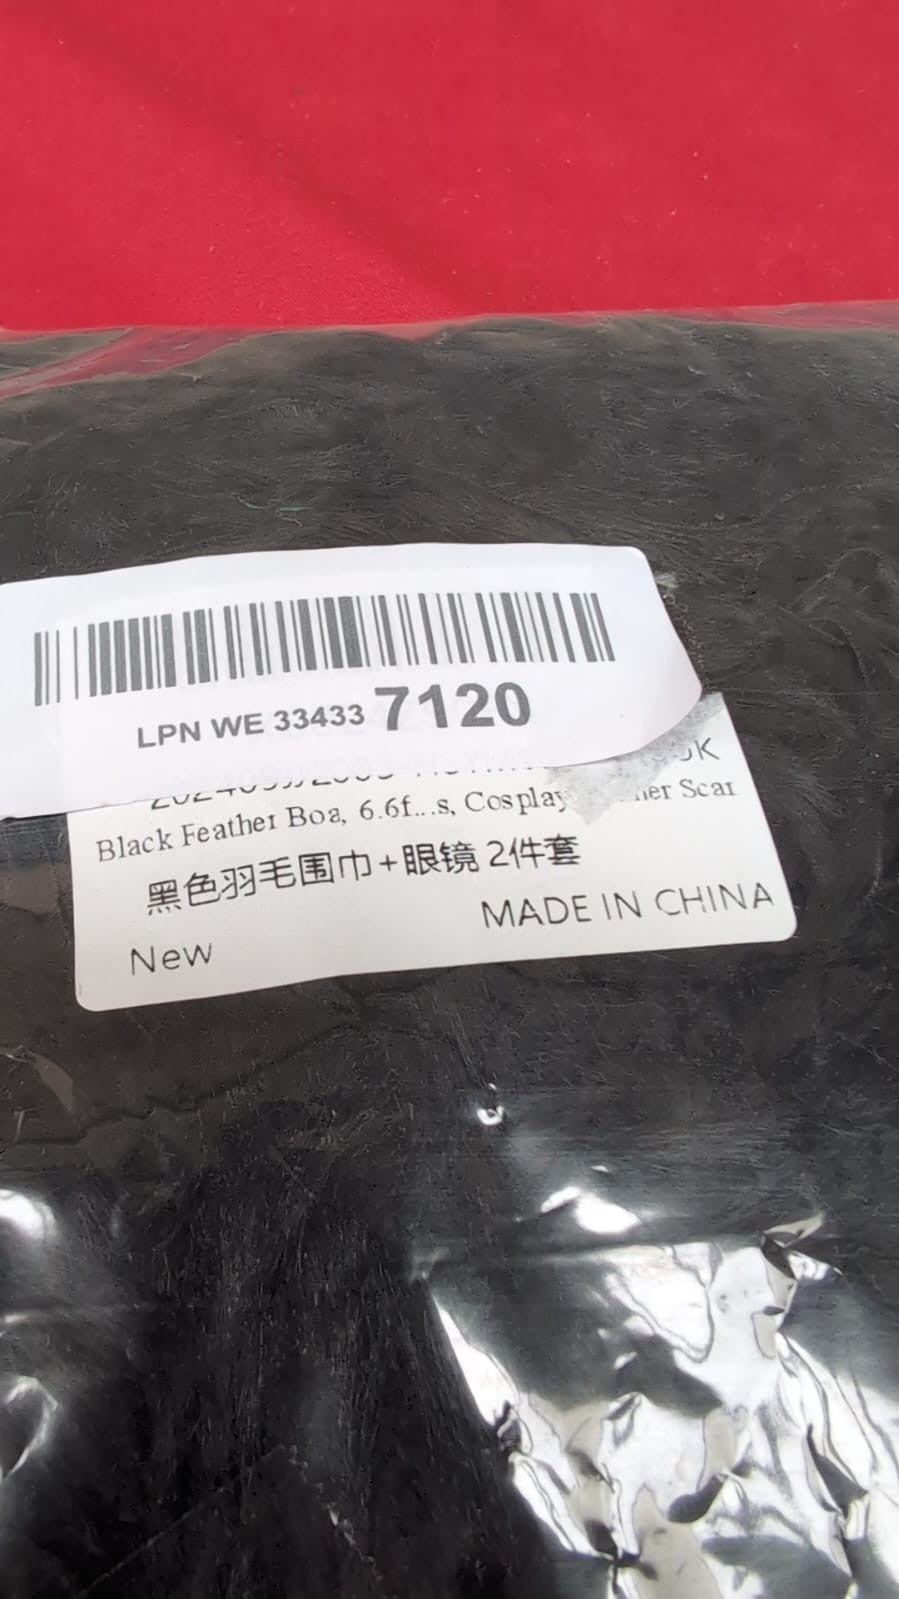 LPN WE 33433 7120
Black Feather Boa, 6.6f...s, Cosplay Scar
黑色羽毛围巾+眼镜 2件套
MADE IN CHINA
New